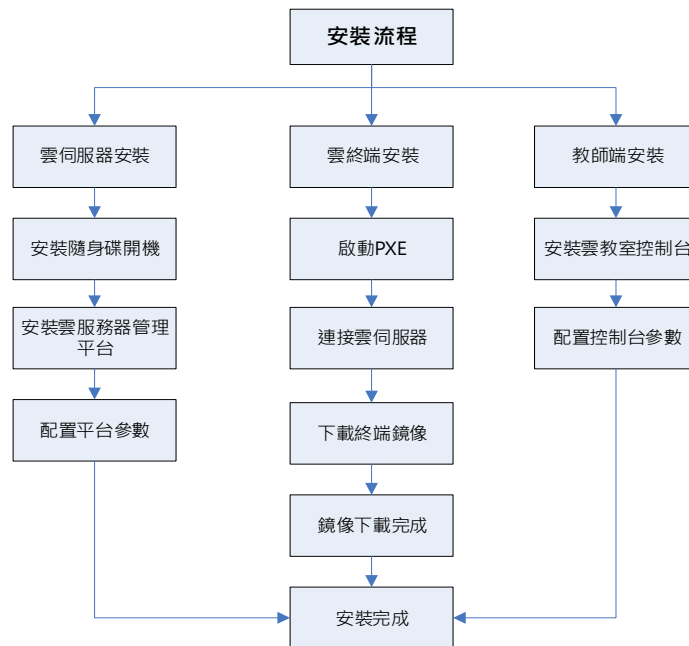 安裝流程
雲伺服器安裝
雲終端安裝
教師端安裝
安裝隨身碟開機
啟動PXE
安裝雲教室控制台
安裝雲服務器管理
平台
連接雲伺服器
配置控制台參數
配置平台參數
下載終端鏡像
鏡像下載完成
安裝完成